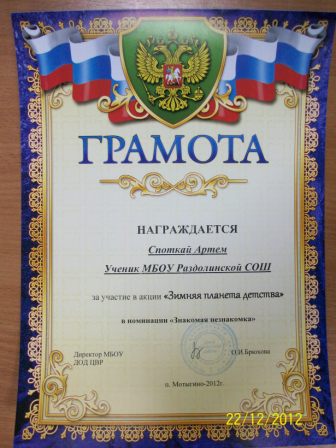 ГРАМОТА
НАГРАЖДАЕТСЯ
Споткай Артем
Ученик МБОУ Раздолинской СОШ
за участие в акции «Зимняя планета детства»
в номинации «Знакомая незнакомка»
Директор МБОУ О.И.Брюхова
ДОД ЦВР
п. Мотыгино-2012г.
22/12/2012